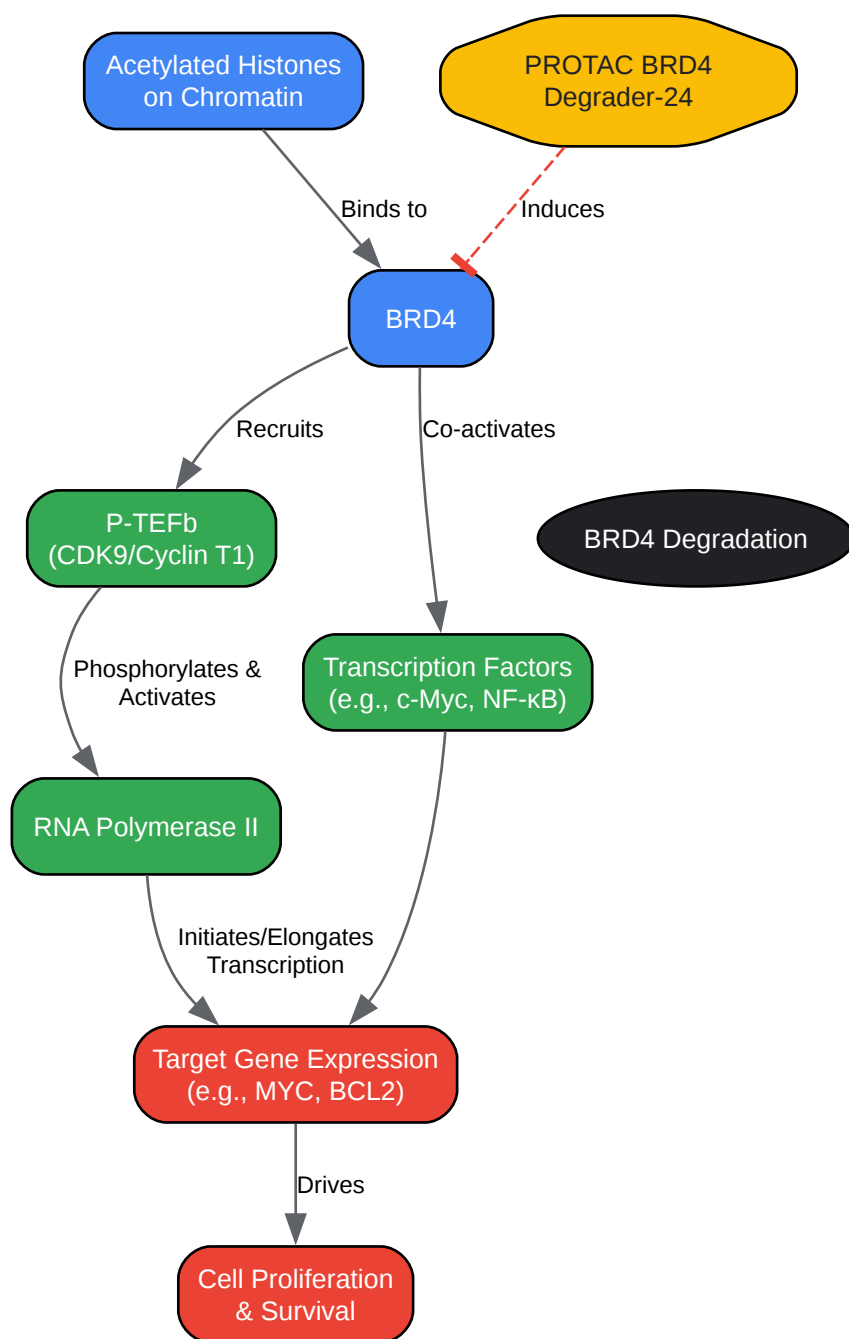 Acetylated Histones
on Chromatin
PROTAC BRD4
Degrader-24
Binds to
Induces
BRD4
Recruits
Co-activates
P-TEFb
(CDK9/Cyclin T1)
BRD4 Degradation
Transcription Factors
(e.g., c-Myc, NF-κB)
Phosphorylates &
Activates
RNA Polymerase II
Initiates/Elongates
Transcription
Target Gene Expression
(e.g., MYC, BCL2)
Drives
Cell Proliferation
& Survival